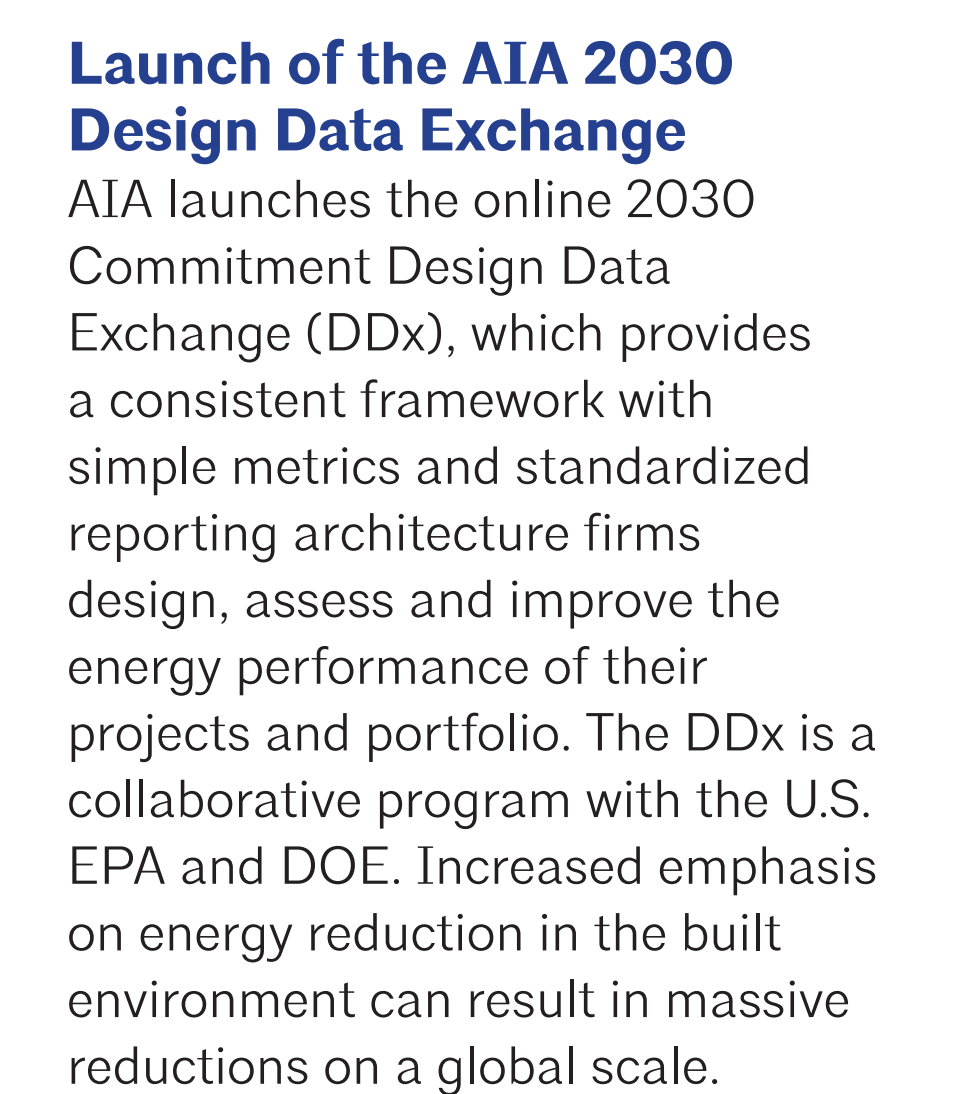 Launch of the AIA 2030
Design Data Exchange
AIA launches the online 2030
Commitment Design Data
Exchange (DDx), which provides
a consistent framework with
simple metrics and standardized
reporting architecture firms
design, assess and improve the
energy performance of their
projects and portfolio. The DDx is a
collaborative program with the U.S.
EPA and DOE. Increased emphasis
on energy reduction in the built
environment can result in massive
reductions on a global scale.